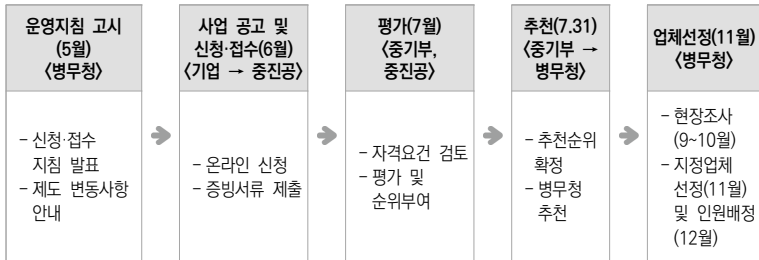 운영지침 고시
(5월)
〈병무청〉
- 신청·접수
지침 발표
- 제도 변동사항
안내
사업 공고 및
신청·접수(6월)
〈기업 → 중진공〉
- 온라인 신청
- 증빙서류 제출
평가(7월)
〈중기부,
중진공〉
- 자격요건 검토
- 평가 및
순위부여
추천(7.31)
〈중기부 →
병무청〉
- 추천순위
확정
- 병무청
추천
업체선정(11월)
〈병무청〉
- 현장조사
(9~10월)
- 지정업체
선정(11월)
및 인원배정
(12월)